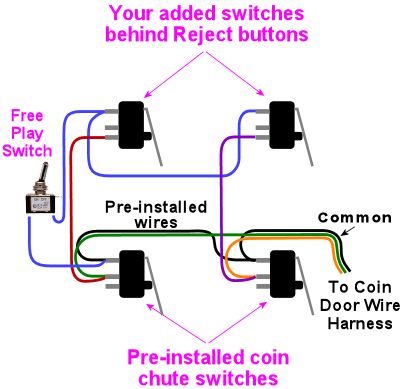 Your added switches
behind Reject buttons
Free
Play
Switch
Pre-installed
wires
Common
To Coin
Door Wire
Harness
Pre-installed coin
chute switches